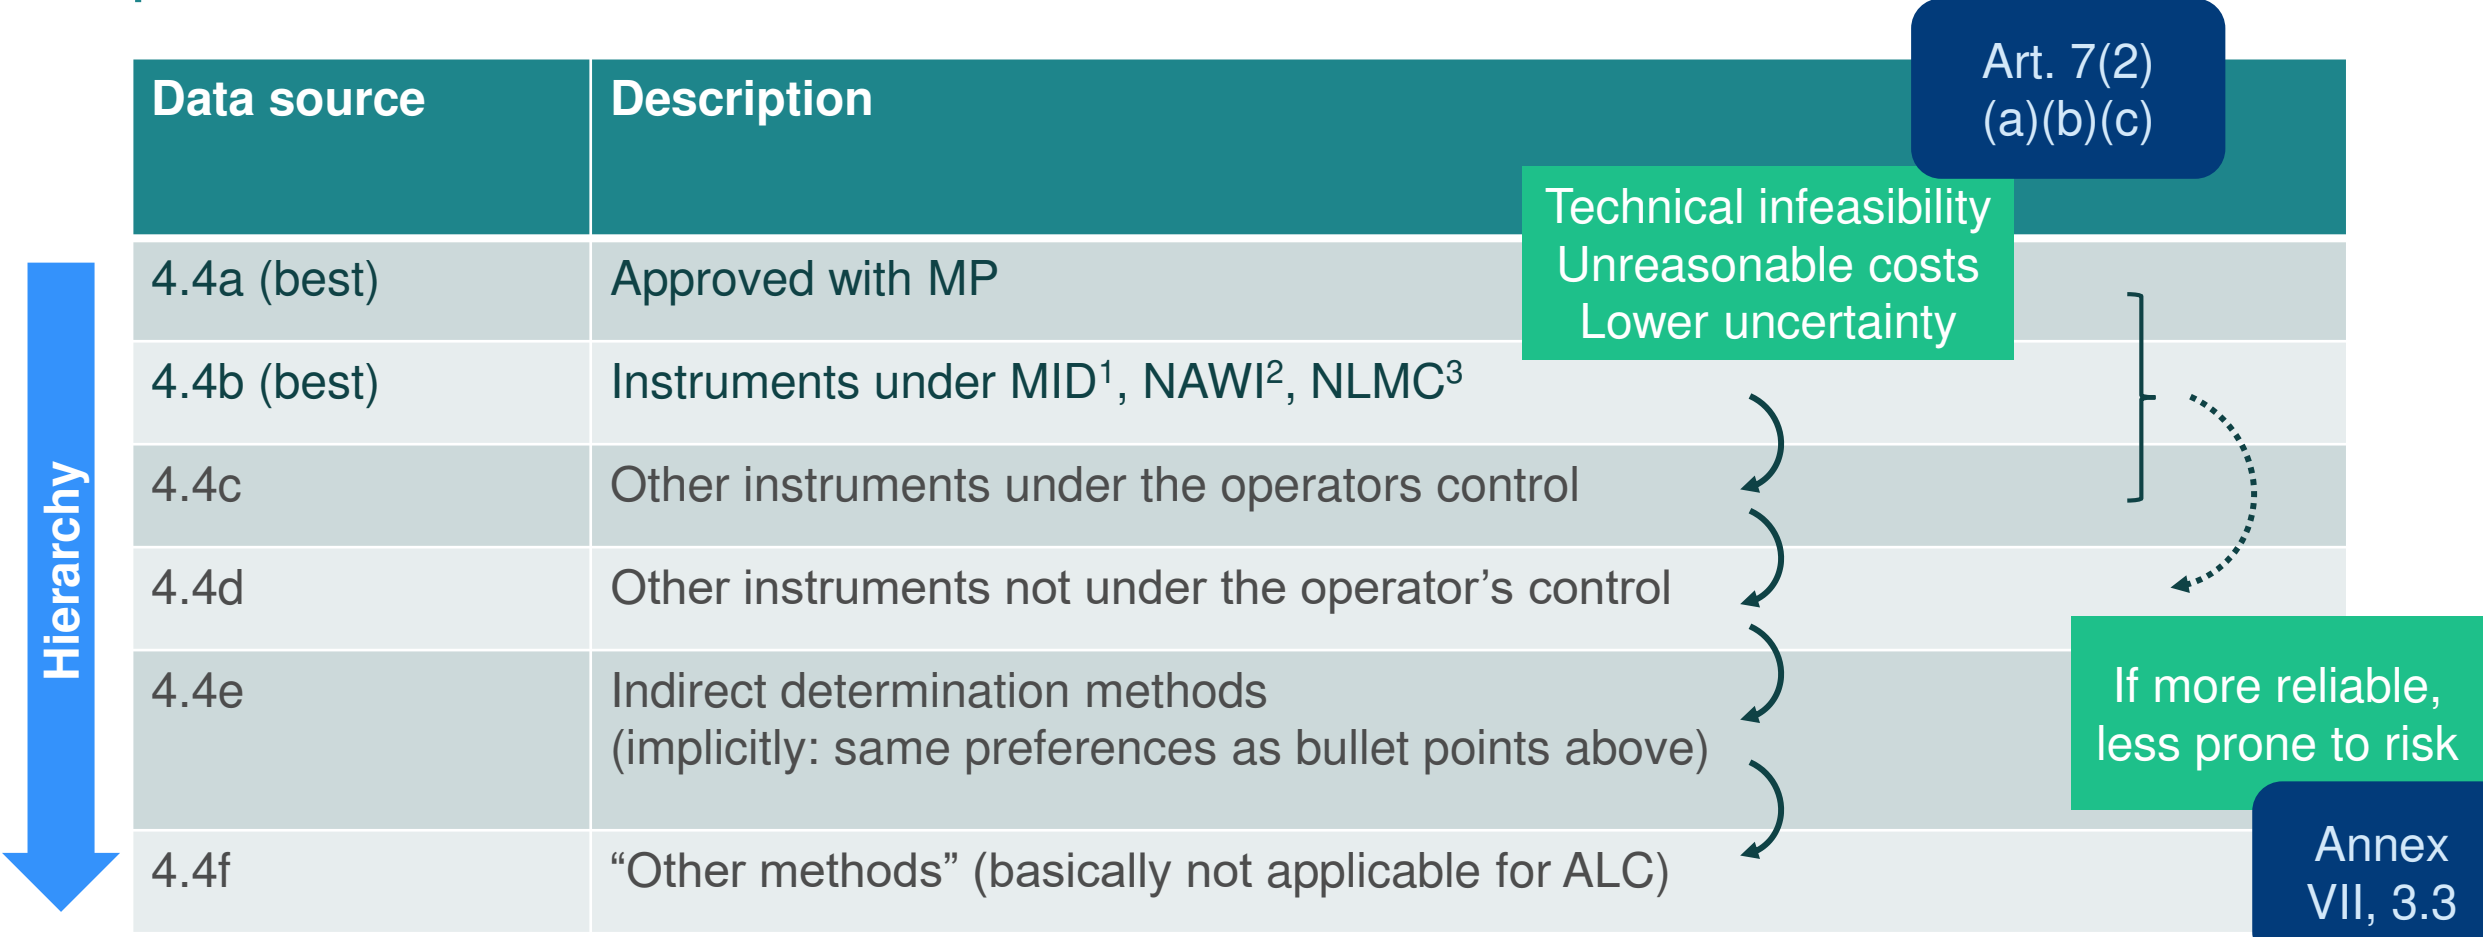 Art. 7(2)
(a)(b)(c)
Data source
Description
Technical infeasibility
Unreasonable costs
Lower uncertainty
4.4a (best)
Approved with MP
4.4b (best)
Instruments under MID¹, NAWI², NLMC³
4.4c
Other instruments under the operators control
4.4d
Other instruments not under the operator’s control
4.4e
Indirect determination methods
(implicitly: same preferences as bullet points above)
4.4f
“Other methods” (basically not applicable for ALC)
Hierarchy
If more reliable,
less prone to risk
Annex
VII, 3.3